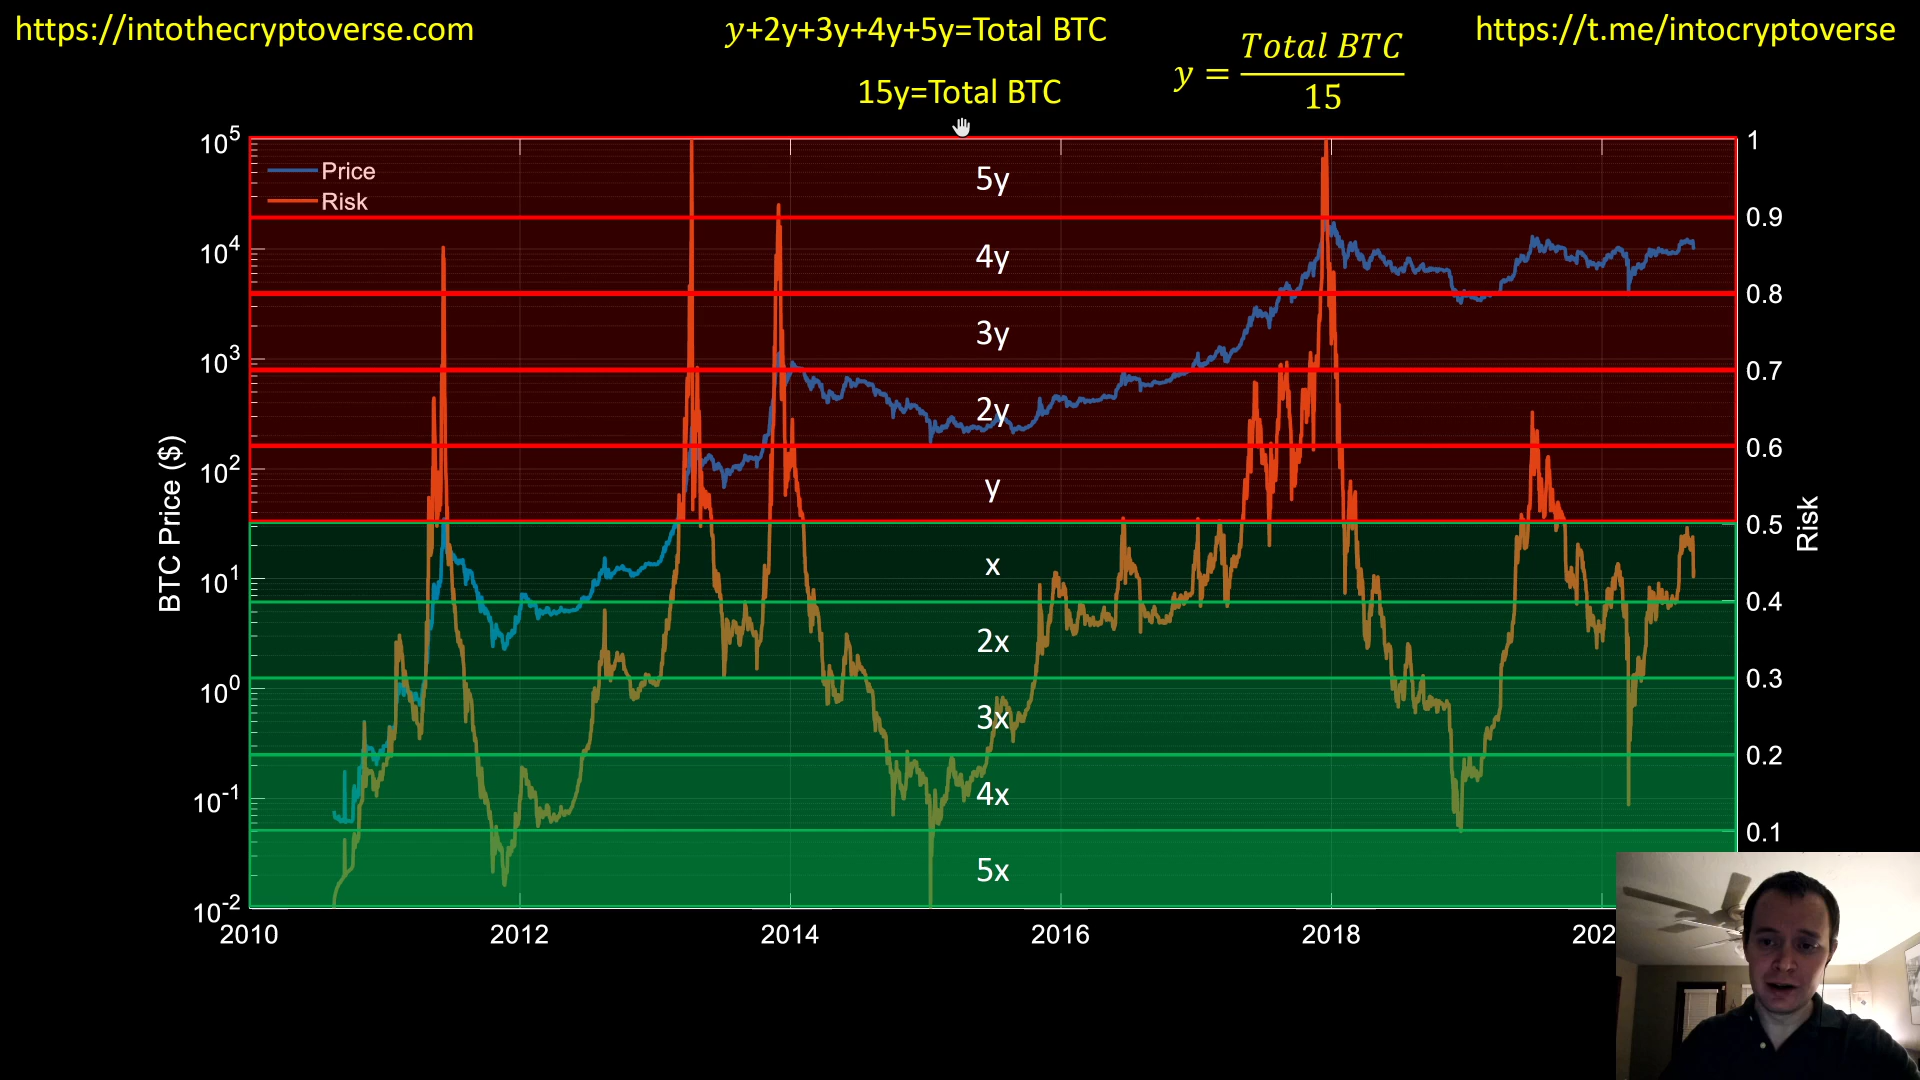 https://intothecryptoverse.com
y+2y+3y+4y+5y=Total BTC
15y=Total BTC
y = Total BTC
15
https://t.me/intocryptoverse
Price
Risk
10^5
10^4
10^3
10^2
10^1
10^0
10^-1
10^-2
BTC Price ($)
5y
4y
3y
2y
y
x
2x
3x
4x
5x
1
0.9
0.8
0.7
0.6
0.5
0.4
0.3
0.2
0.1
Risk
2010
2012
2014
2016
2018
202